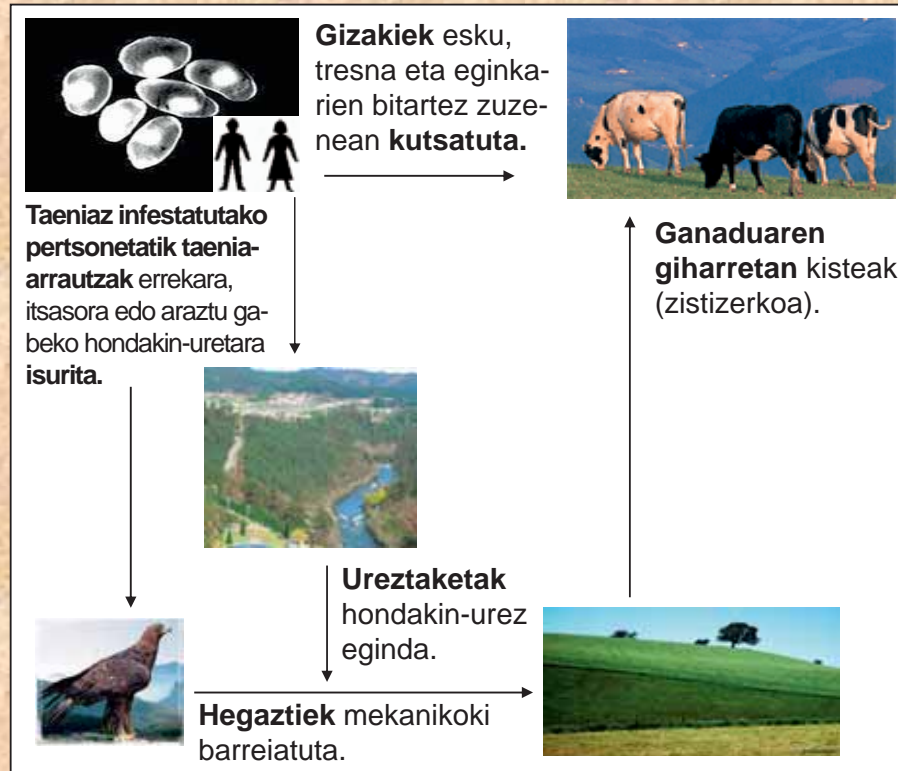 Gizakiek esku,
tresna eta eginka-
rien bitartez zuze-
nean kutsatuta.
Taeniaz infestatutako
pertsonetatik taenia-
arrautzak errekara,
itsasora edo araztu ga-
beko hondakin-uretara
isurita.
Ganaduaren
giharretan kisteak
(zistizerkoa).
Ureztaketak
hondakin-urez
eginda.
Hegaztiek mekanikoki
barreiatuta.